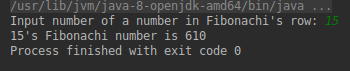 /usr/lib/jvm/java-8-openjdk-amd64/bin/java ...
Input number of a number in Fibonachi's row: 15
15's Fibonachi number is 610
Process finished with exit code 0